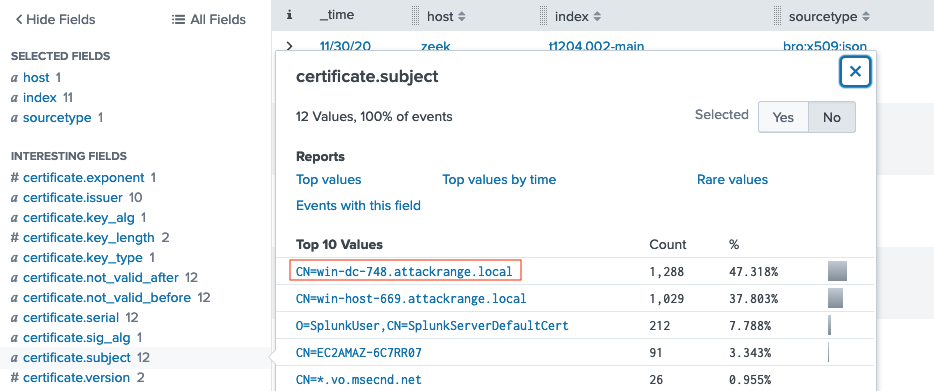 Hide Fields
All Fields
SELECTED FIELDS
a host 1
a index 11
a sourcetype 1
INTERESTING FIELDS
# certificate.exponent 1
a certificate.issuer 10
a certificate.key_alg 1
# certificate.key_length 2
a certificate.key_type 1
a certificate.not_valid_after 12
a certificate.not_valid_before 12
a certificate.serial 12
a certificate.sig_alg 1
a certificate.subject 12
# certificate.version 2
i _time host index sourcetype
11/30/20 zeek t1204.002-main bro:x509:json
certificate.subject
12 Values, 100% of events
Selected Yes No
Reports
Top values Top values by time Rare values
Events with this field
Top 10 Values Count %
CN=win-dc-748.attackrange.local 1,288 47.318%
CN=win-host-669.attackrange.local 1,029 37.803%
O=SplunkUser,CN=SplunkServerDefaultCert 212 7.788%
CN=EC2AMAZ-6C7RR07 91 3.343%
CN=*.vo.msecnd.net 26 0.955%